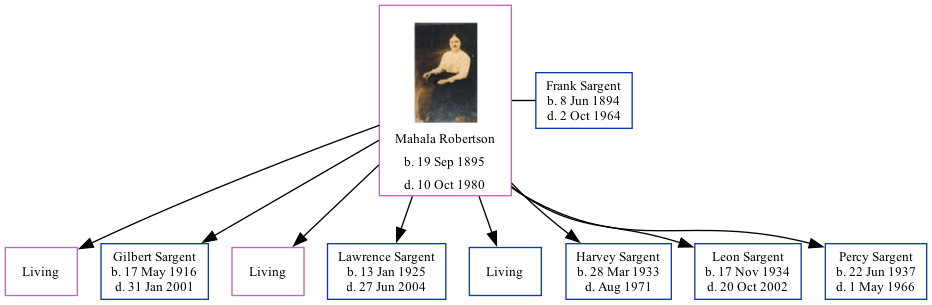 Mahala Robertson
b. 19 Sep 1895
d. 10 Oct 1980
Frank Sargent
b. 8 Jun 1894
d. 2 Oct 1964
Living
Gilbert Sargent
b. 17 May 1916
d. 31 Jan 2001
Living
Lawrence Sargent
b. 13 Jan 1925
d. 27 Jun 2004
Living
Harvey Sargent
b. 28 Mar 1933
d. Aug 1971
Leon Sargent
b. 17 Nov 1934
d. 20 Oct 2002
Percy Sargent
b. 22 Jun 1937
d. 1 May 1966